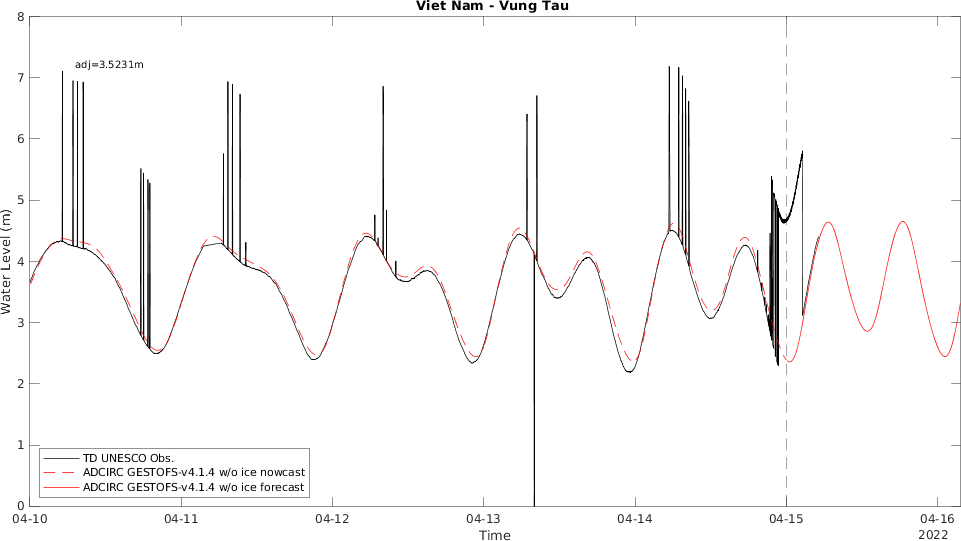 Viet Nam - Vung Tau
8
adj=3.5231m
7
6
5
4
3
2
1
0
Water Level (m)
TD UNESCO Obs.
ADCIRC GESTOFS-v4.1.4 w/o ice nowcast
ADCIRC GESTOFS-v4.1.4 w/o ice forecast
04-10 04-11 04-12 04-13 04-14 04-15 04-16
Time 2022